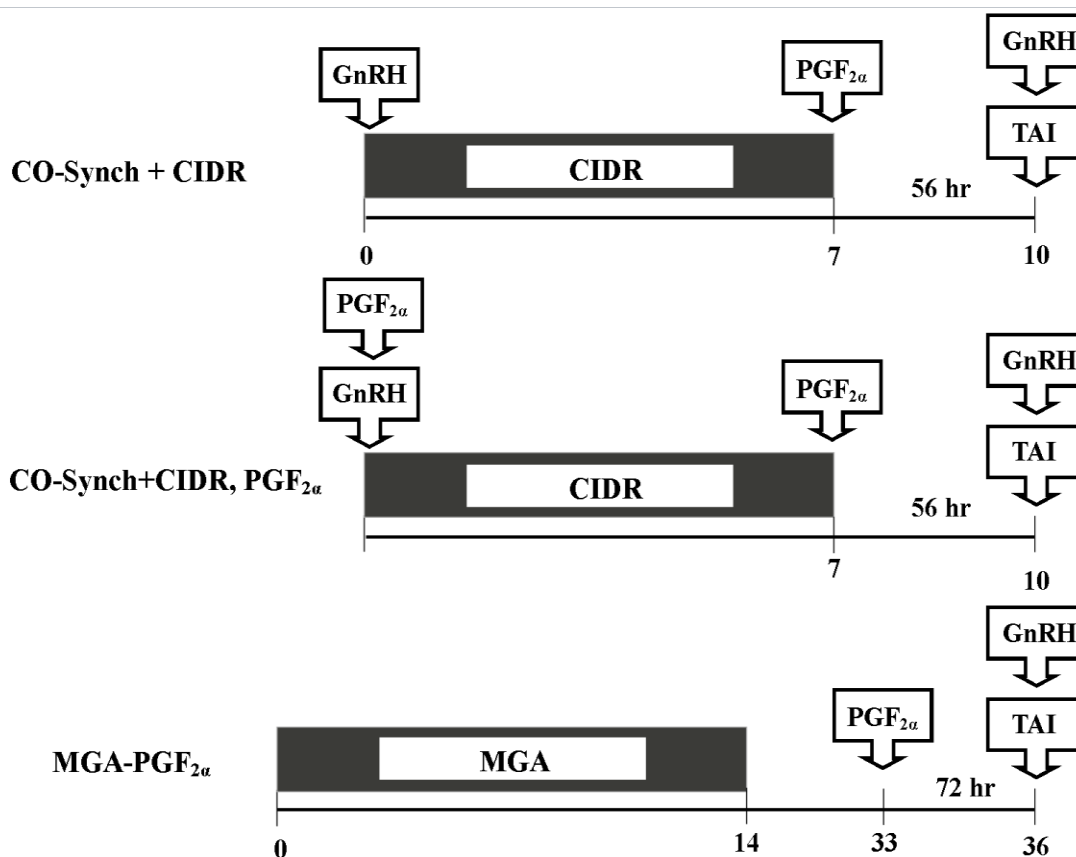 GnRH
PGF2α
GnRH
TAI
CO-Synch + CIDR
CIDR
56 hr
0
7
10
PGF2α
GnRH
PGF2α
GnRH
TAI
CO-Synch+CIDR, PGF2α
CIDR
56 hr
7
10
GnRH
PGF2α
TAI
MGA-PGF2α
MGA
72 hr
0
14
33
36